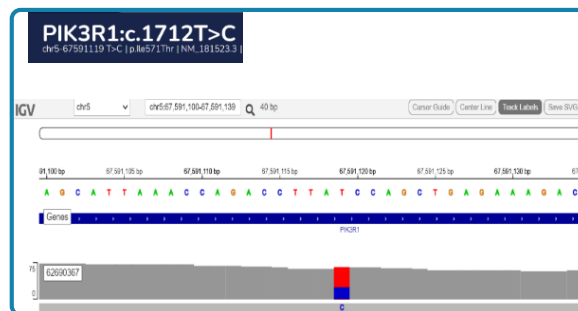 PIK3R1:c.1712T>C
chr5-67591119 T>C | p.Ile571Thr | NM_181523.3 |
IGV chr5 chr5:67,591,100-67,591,139 40 bp Cursor Guide Center Line Track Labels Save SVG
91,100 bp 67,591,105 bp 67,591,110 bp 67,591,115 bp 67,591,120 bp 67,591,125 bp 67,591,130 bp 67
A G C A T T A A A C C A G A C C T T A T C C A G C T G A G A A A G A C
Genes
PIK3R1
75 62690367
0
C